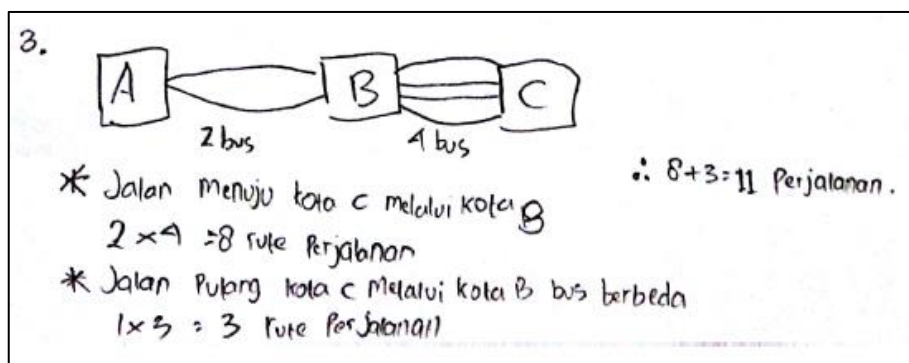 3.
A B C
2 bus 4 bus
* Jalan menuju kota C melalui kota B
2 × 4 = 8 rute Perjalanan
* Jalan Pulang kota C melalui kota B bus berbeda
1 × 3 = 3 rute Perjalanan
∴ 8 + 3 = 11 Perjalanan.